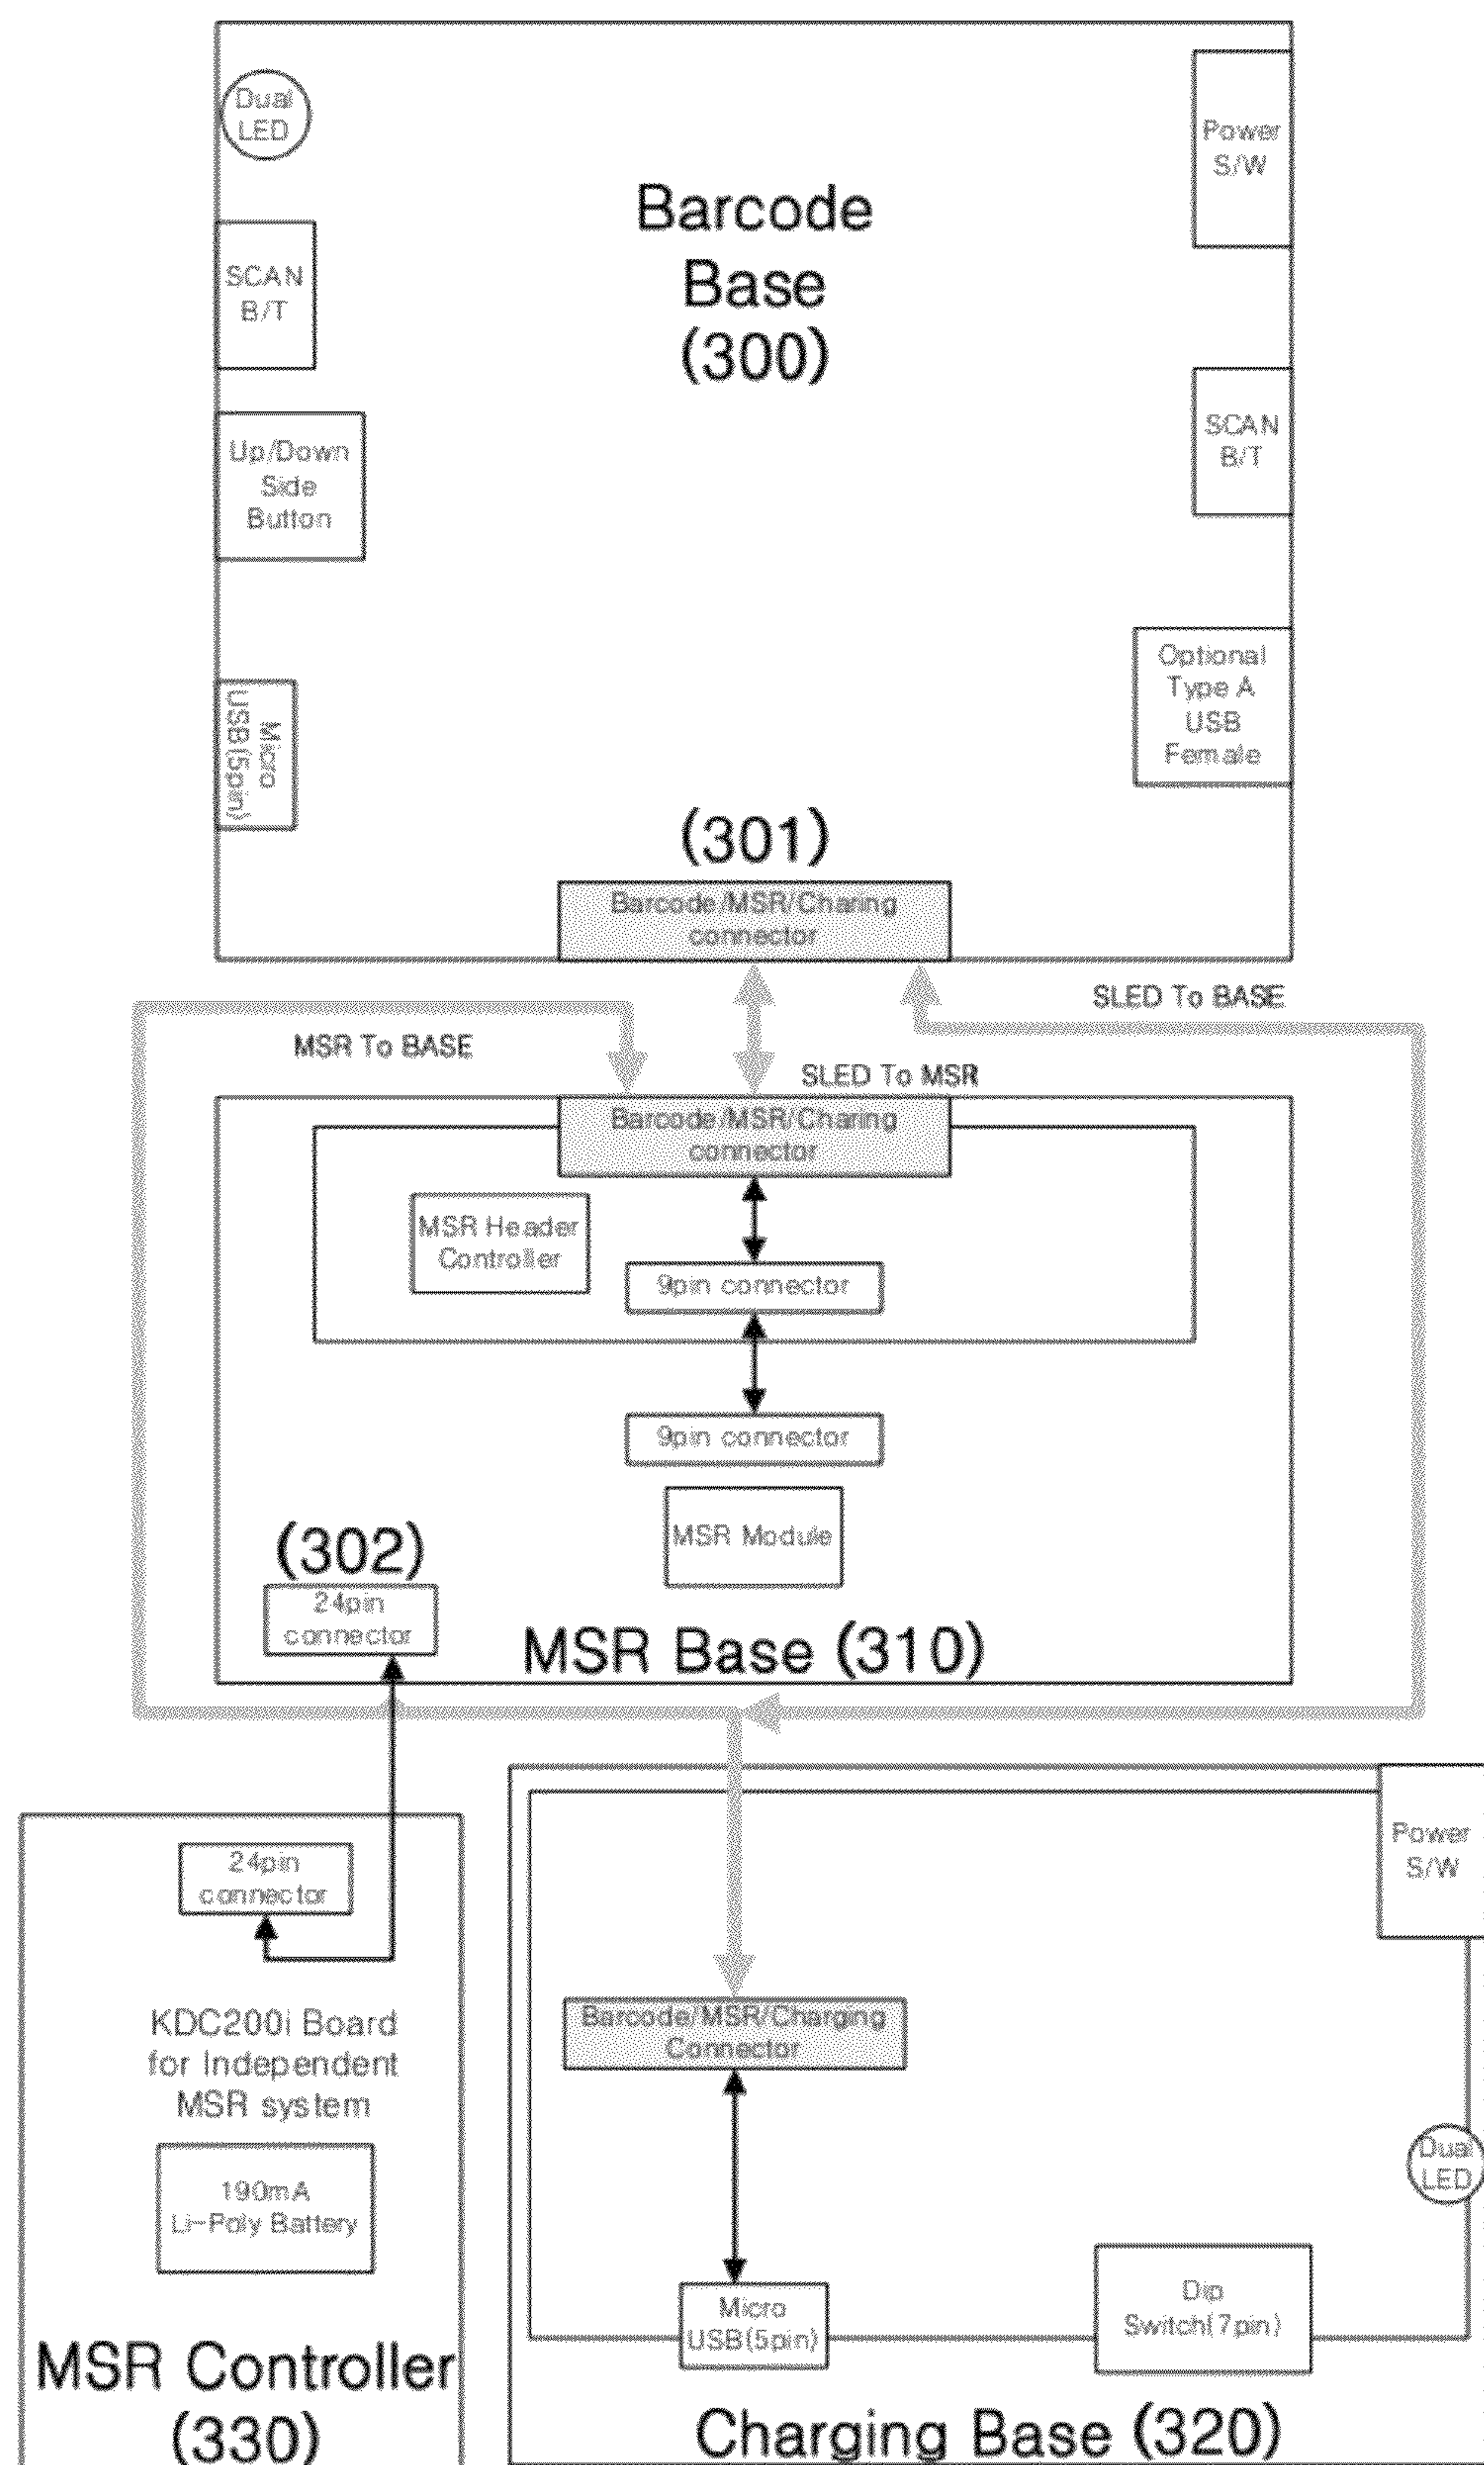 Dual
LED
Power
S/W
Barcode
Base
(300)
SCAN
B/T
SCAN
B/T
Up/Down
Side
Button
Optional
Type A
USB
Female
Micro
USB(5pin)
(301)
Barcode/MSR/Charing
connector
SLED To BASE
MSR To BASE
SLED To MSR
Barcode/MSR/Charing
connector
MSR Header
Controller
9pin connector
9pin connector
MSR Module
(302)
24pin
connector
MSR Base (310)
Power
S/W
24pin
connector
KDC200i Board
for Independent
MSR system
Barcode/MSR/Charging
Connector
190mA
Li-Poly Battery
Dual
LED
Micro
USB(5pin)
Dip
Switch(7pin)
MSR Controller
(330)
Charging Base (320)